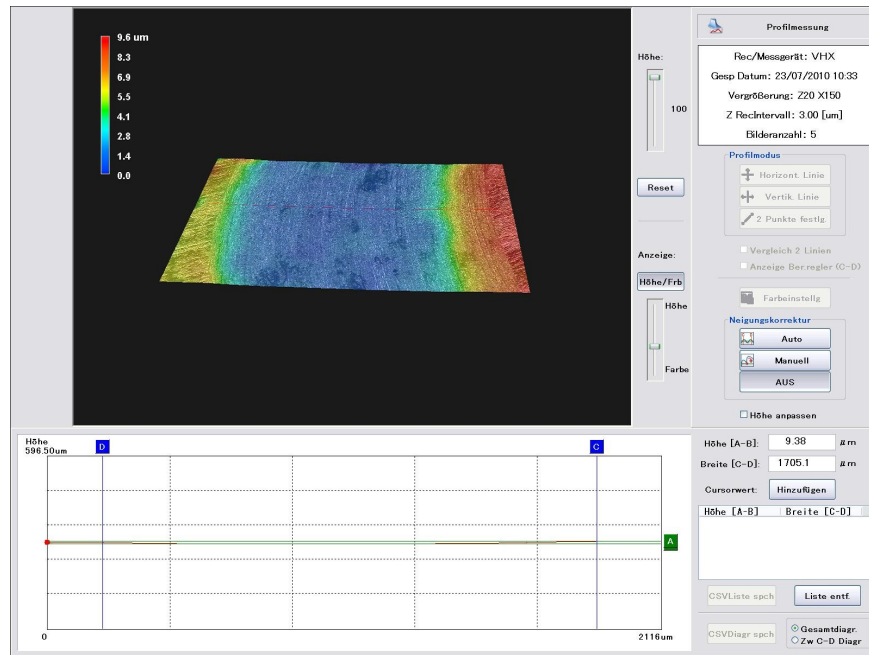 9.6 um
8.3
6.9
5.5
4.1
2.8
1.4
0.0
Höhe:
100
Reset
Anzeige:
Höhe/Frb
Höhe
Farbe
Profilmessung
Rec/Messgerät: VHX
Gesp Datum: 23/07/2010 10:33
Vergrößerung: Z20 X150
Z RecIntervall: 3.00 [um]
Bilderanzahl: 5
Profilmodus
Horizont. Linie
Vertik. Linie
2 Punkte festlg.
Vergleich 2 Linien
Anzeige Ber.regler (C-D)
Farbeinstellg
Neigungskorrektur
Auto
Manuell
AUS
Höhe anpassen
Höhe
596.50um
D
C
A
0
2116um
Höhe [A-B]: 9.38 μm
Breite [C-D]: 1705.1 μm
Cursorwert: Hinzufügen
Höhe [A-B] Breite [C-D]
CSVListe spch Liste entf.
CSVDiagr spch Gesamtdiagr.
Zw C-D Diagr